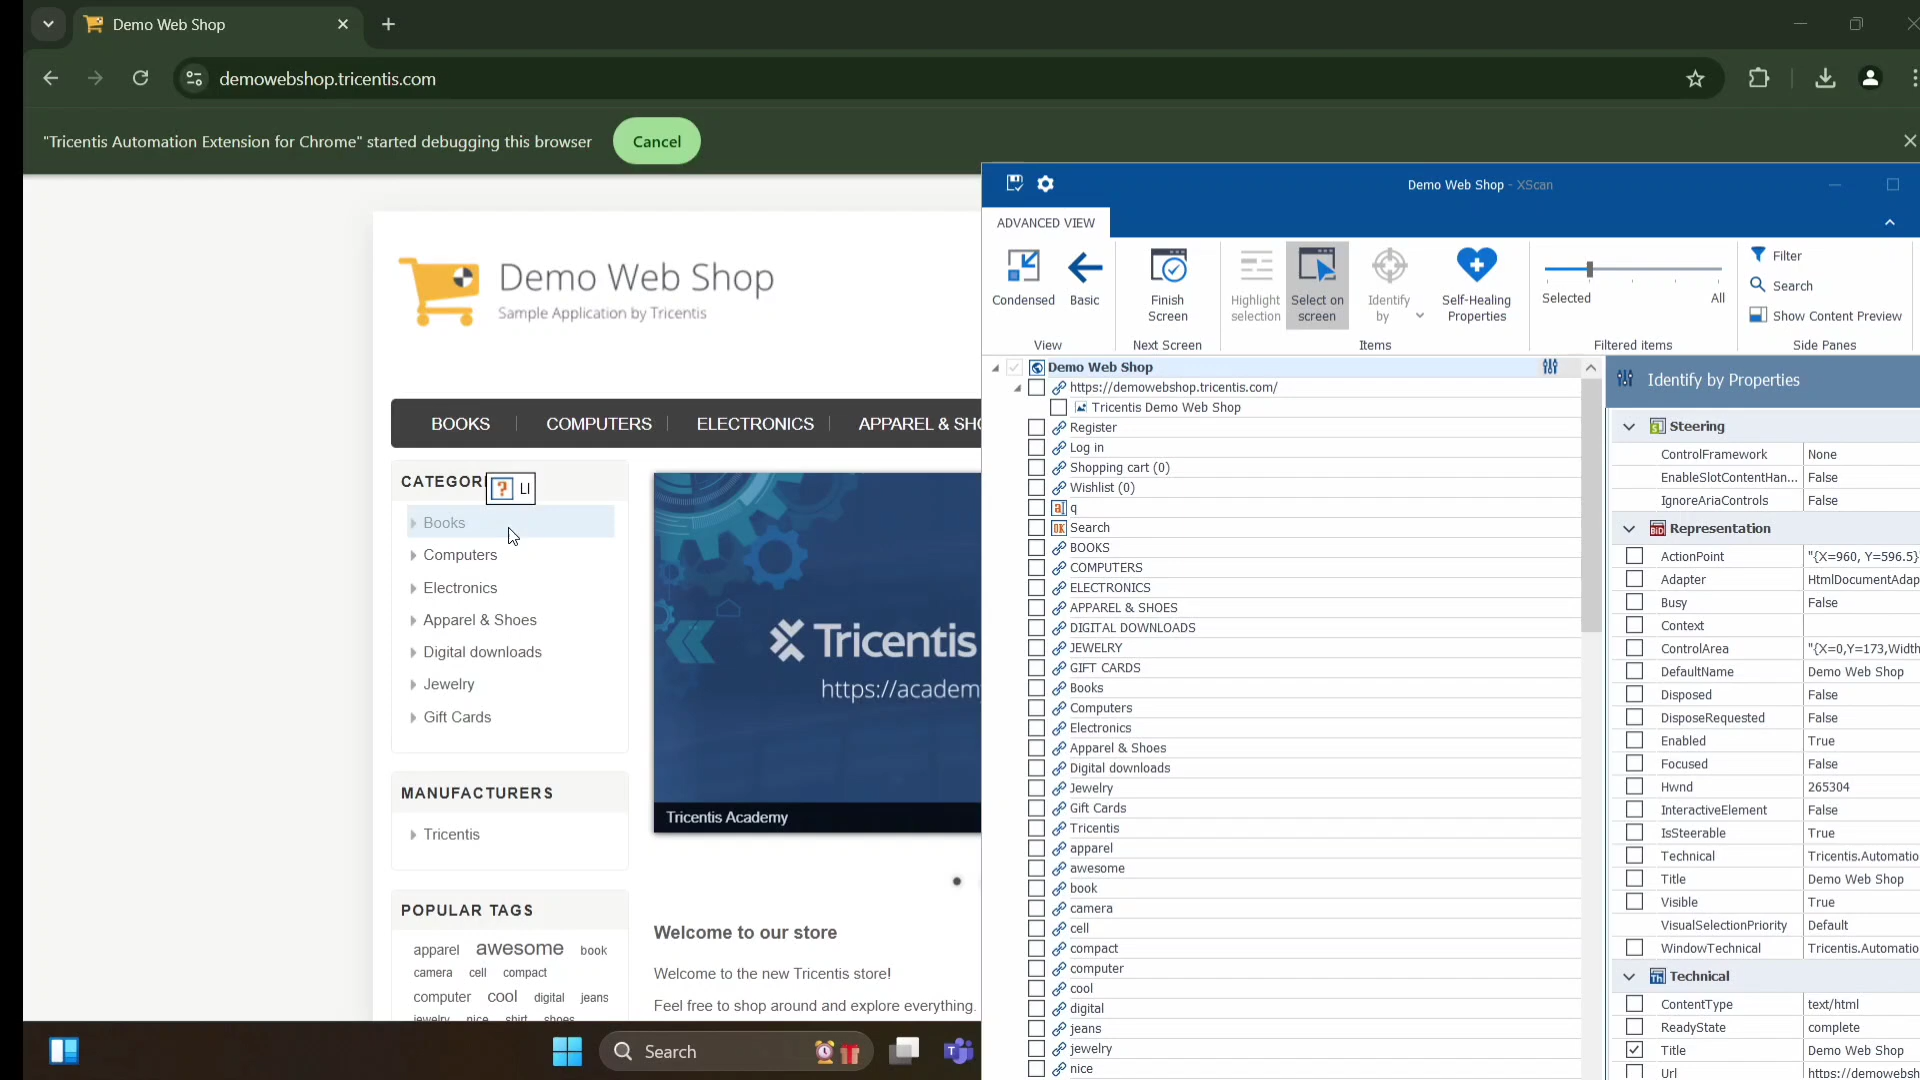 Demo Web Shop
demowebshop.tricentis.com
"Tricentis Automation Extension for Chrome" started debugging this browser
Cancel
Demo Web Shop
Sample Application by Tricentis
BOOKS
COMPUTERS
ELECTRONICS
APPAREL & SHO
CATEGORI
LI
Books
Computers
Electronics
Apparel & Shoes
Digital downloads
Jewelry
Gift Cards
MANUFACTURERS
Tricentis
POPULAR TAGS
apparel awesome book
camera cell compact
computer cool digital jeans
jewelry nice shirt shoes
Tricentis
https://academy
Tricentis Academy
Welcome to our store
Welcome to the new Tricentis store!
Feel free to shop around and explore everything.
Search
Demo Web Shop - XScan
ADVANCED VIEW
Condensed
Basic
View
Finish Screen
Next Screen
Highlight selection
Select on screen
Identify by
Self-Healing Properties
Items
Selected
All
Filtered items
Filter
Search
Show Content Preview
Side Panes
Demo Web Shop
https://demowebshop.tricentis.com/
Tricentis Demo Web Shop
Register
Log in
Shopping cart (0)
Wishlist (0)
a] q
OK Search
BOOKS
COMPUTERS
ELECTRONICS
APPAREL & SHOES
DIGITAL DOWNLOADS
JEWELRY
GIFT CARDS
Books
Computers
Electronics
Apparel & Shoes
Digital downloads
Jewelry
Gift Cards
Tricentis
apparel
awesome
book
camera
cell
compact
computer
cool
digital
jeans
jewelry
nice
Identify by Properties
Steering
ControlFramework None
EnableSlotContentHan... False
IgnoreAriaControls False
Representation
ActionPoint "{X=960, Y=596.5}
Adapter HtmlDocumentAdap
Busy False
Context
ControlArea "{X=0,Y=173,Width
DefaultName Demo Web Shop
Disposed False
DisposeRequested False
Enabled True
Focused False
Hwnd 265304
InteractiveElement False
IsSteerable True
Technical Tricentis.Automatio
Title Demo Web Shop
Visible True
VisualSelectionPriority Default
WindowTechnical Tricentis.Automatio
Technical
ContentType text/html
ReadyState complete
Title Demo Web Shop
Url https://demowebsh